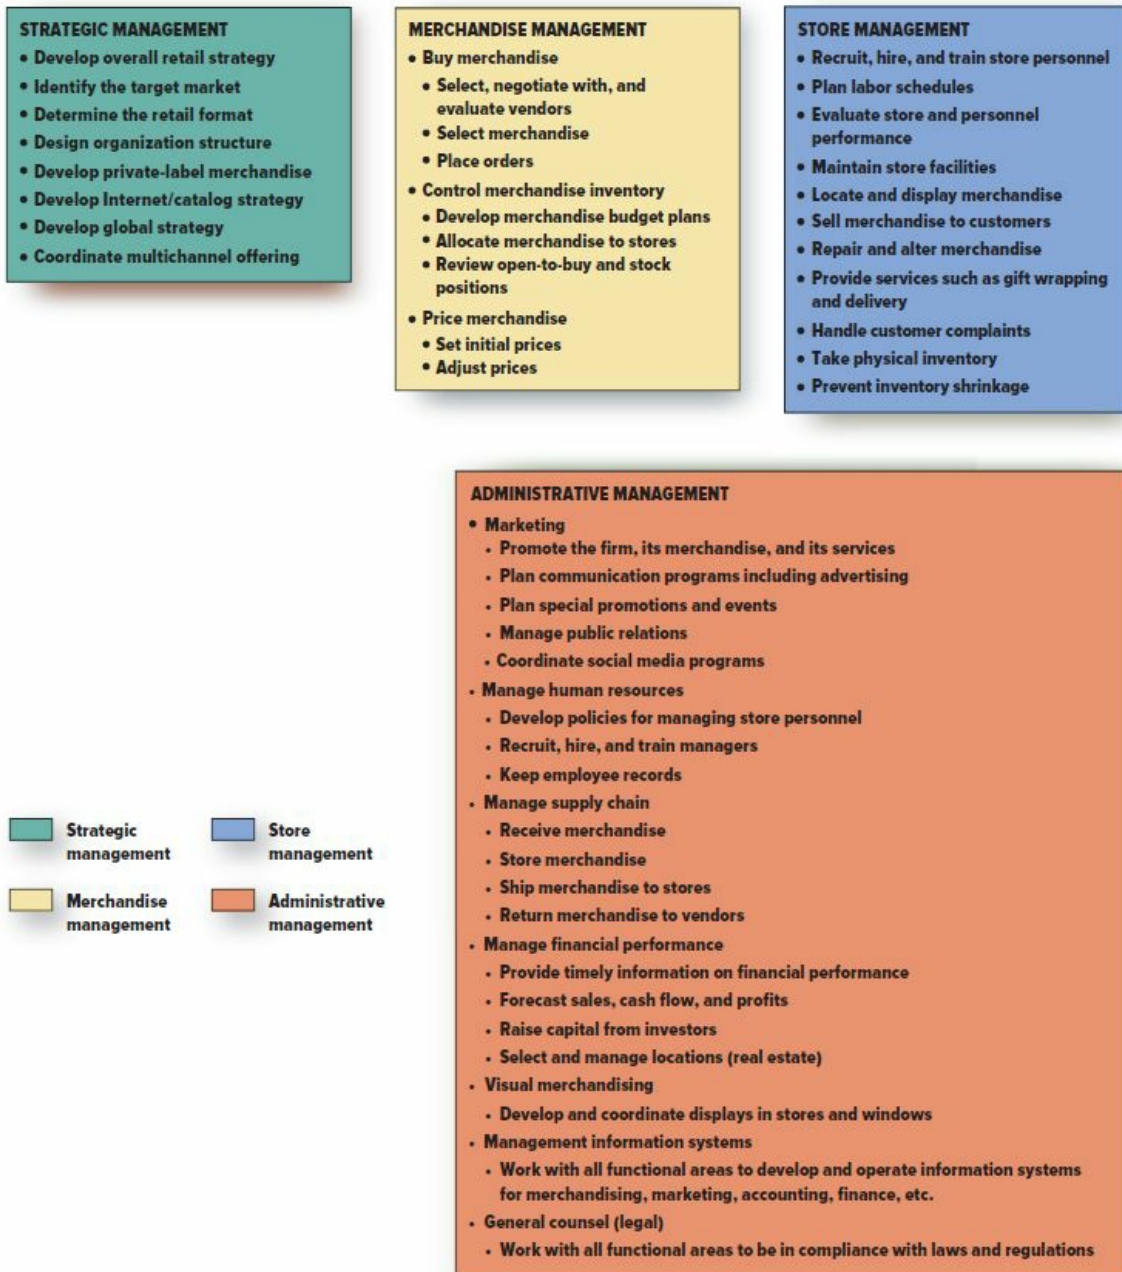 STRATEGIC MANAGEMENT
• Develop overall retail strategy
• Identify the target market
• Determine the retail format
• Design organization structure
• Develop private-label merchandise
• Develop Internet/catalog strategy
• Develop global strategy
• Coordinate multichannel offering
MERCHANDISE MANAGEMENT
• Buy merchandise
• Select, negotiate with, and
evaluate vendors
• Select merchandise
• Place orders
• Control merchandise inventory
• Develop merchandise budget plans
• Allocate merchandise to stores
• Review open-to-buy and stock
positions
• Price merchandise
• Set initial prices
• Adjust prices
STORE MANAGEMENT
• Recruit, hire, and train store personnel
• Plan labor schedules
• Evaluate store and personnel
performance
• Maintain store facilities
• Locate and display merchandise
• Sell merchandise to customers
• Repair and alter merchandise
• Provide services such as gift wrapping
and delivery
• Handle customer complaints
• Take physical inventory
• Prevent inventory shrinkage
ADMINISTRATIVE MANAGEMENT
• Marketing
• Promote the firm, its merchandise, and its services
• Plan communication programs including advertising
• Plan special promotions and events
• Manage public relations
• Coordinate social media programs
• Manage human resources
• Develop policies for managing store personnel
• Recruit, hire, and train managers
• Keep employee records
• Manage supply chain
• Receive merchandise
• Store merchandise
• Ship merchandise to stores
• Return merchandise to vendors
• Manage financial performance
• Provide timely information on financial performance
• Forecast sales, cash flow, and profits
• Raise capital from investors
• Select and manage locations (real estate)
• Visual merchandising
• Develop and coordinate displays in stores and windows
• Management information systems
• Work with all functional areas to develop and operate information systems
for merchandising, marketing, accounting, finance, etc.
• General counsel (legal)
• Work with all functional areas to be in compliance with laws and regulations
Strategic
management
Store
management
Merchandise
management
Administrative
management